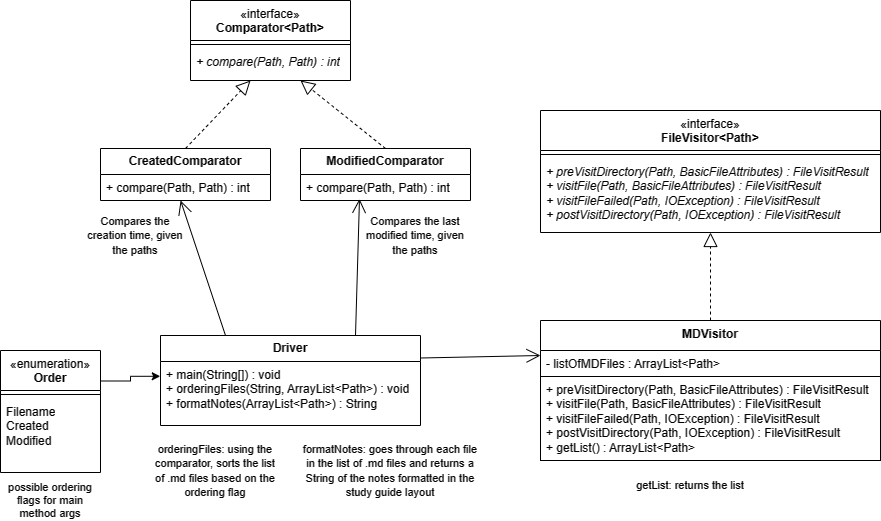 «interface»
Comparator<Path>
+ compare(Path, Path) : int
CreatedComparator
+ compare(Path, Path) : int
Compares the
creation time, given
the paths
ModifiedComparator
+ compare(Path, Path) : int
Compares the last
modified time, given
the paths
«interface»
FileVisitor<Path>
+ preVisitDirectory(Path, BasicFileAttributes) : FileVisitResult
+ visitFile(Path, BasicFileAttributes) : FileVisitResult
+ visitFileFailed(Path, IOException) : FileVisitResult
+ postVisitDirectory(Path, IOException) : FileVisitResult
«enumeration»
Order
Filename
Created
Modified
possible ordering
flags for main
method args
Driver
+ main(String[]) : void
+ orderingFiles(String, ArrayList<Path>) : void
+ formatNotes(ArrayList<Path>) : String
orderingFiles: using the
comparator, sorts the list
of .md files based on the
ordering flag
formatNotes: goes through each file
in the list of .md files and returns a
String of the notes formatted in the
study guide layout
MDVisitor
- listOfMDFiles : ArrayList<Path>
+ preVisitDirectory(Path, BasicFileAttributes) : FileVisitResult
+ visitFile(Path, BasicFileAttributes) : FileVisitResult
+ visitFileFailed(Path, IOException) : FileVisitResult
+ postVisitDirectory(Path, IOException) : FileVisitResult
+ getList() : ArrayList<Path>
getList: returns the list